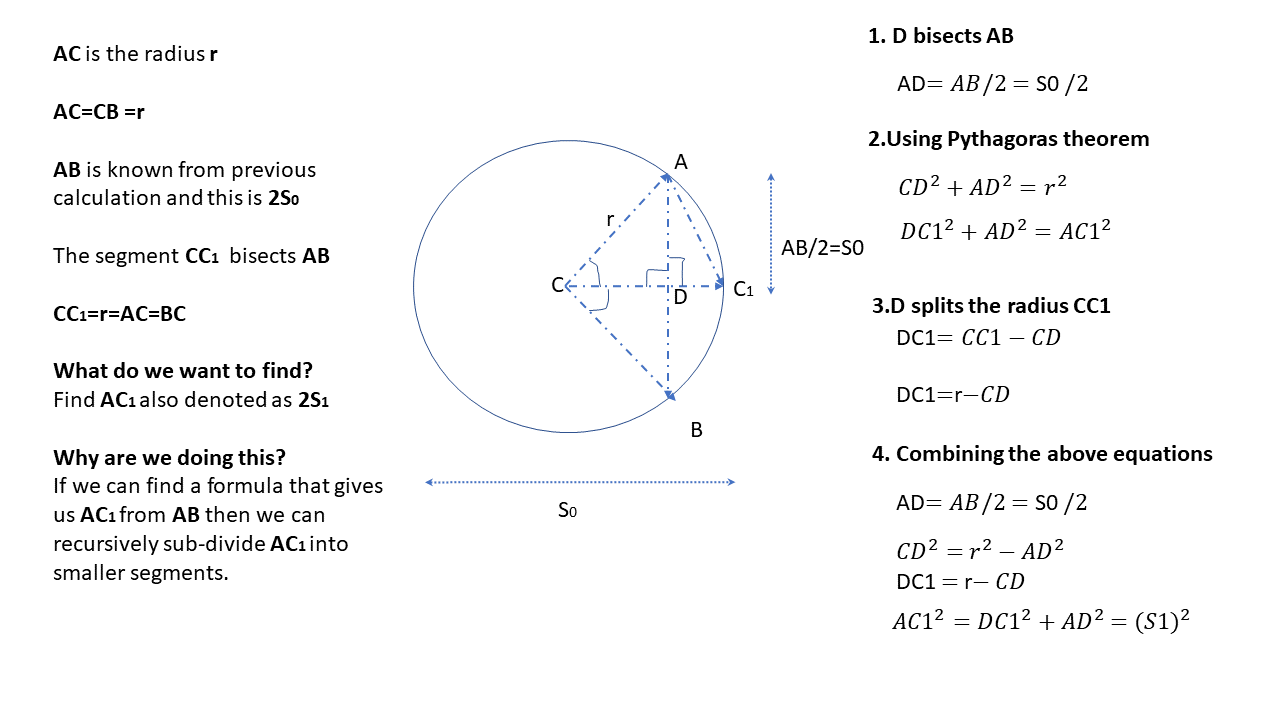 AC is the radius r
AC=CB =r
AB is known from previous
calculation and this is 2S₀
The segment CC₁ bisects AB
CC₁=r=AC=BC
What do we want to find?
Find AC₁ also denoted as 2S₁
Why are we doing this?
If we can find a formula that gives
us AC₁ from AB then we can
recursively sub-divide AC₁ into
smaller segments.
A
r
C
D
C₁
B
AB/2=S0
S₀
1. D bisects AB
AD= AB/2 = S0 /2
2.Using Pythagoras theorem
CD² + AD² = r²
DC1² + AD² = AC1²
3.D splits the radius CC1
DC1= CC1 − CD
DC1=r−CD
4. Combining the above equations
AD= AB/2 = S0 /2
CD² = r² − AD²
DC1 = r− CD
AC1² = DC1² + AD² = (S1)²